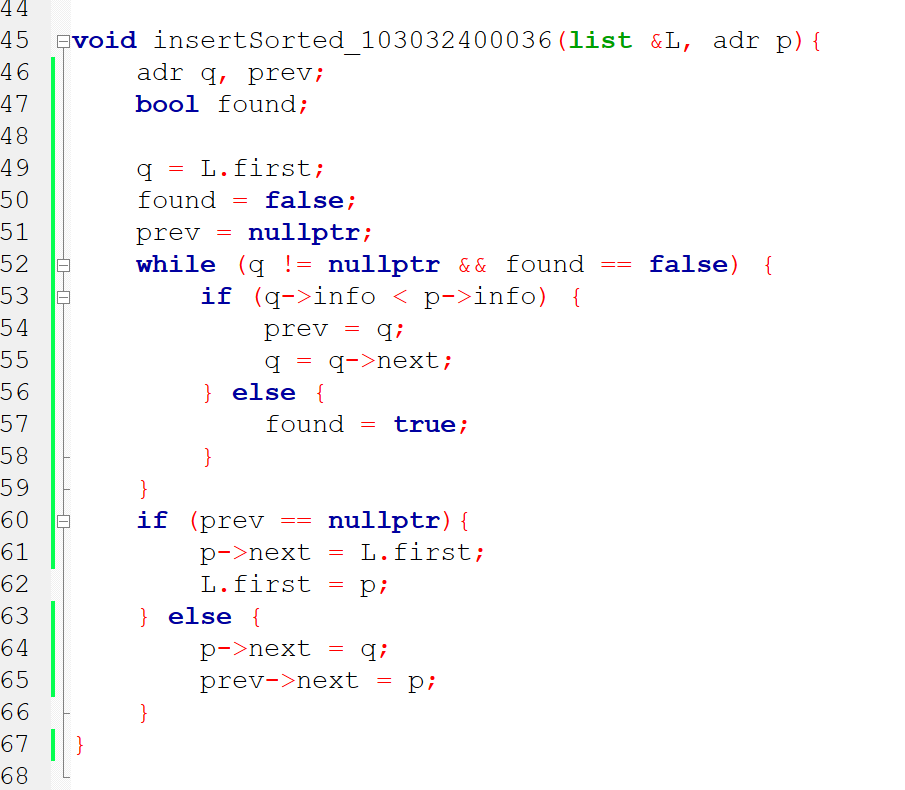 44
45 void insertSorted_103032400036(list &L, adr p){
46     adr q, prev;
47     bool found;
48
49     q = L.first;
50     found = false;
51     prev = nullptr;
52     while (q != nullptr && found == false) {
53         if (q->info < p->info) {
54             prev = q;
55             q = q->next;
56         } else {
57             found = true;
58         }
59     }
60     if (prev == nullptr){
61         p->next = L.first;
62         L.first = p;
63     } else {
64         p->next = q;
65         prev->next = p;
66     }
67 }
68